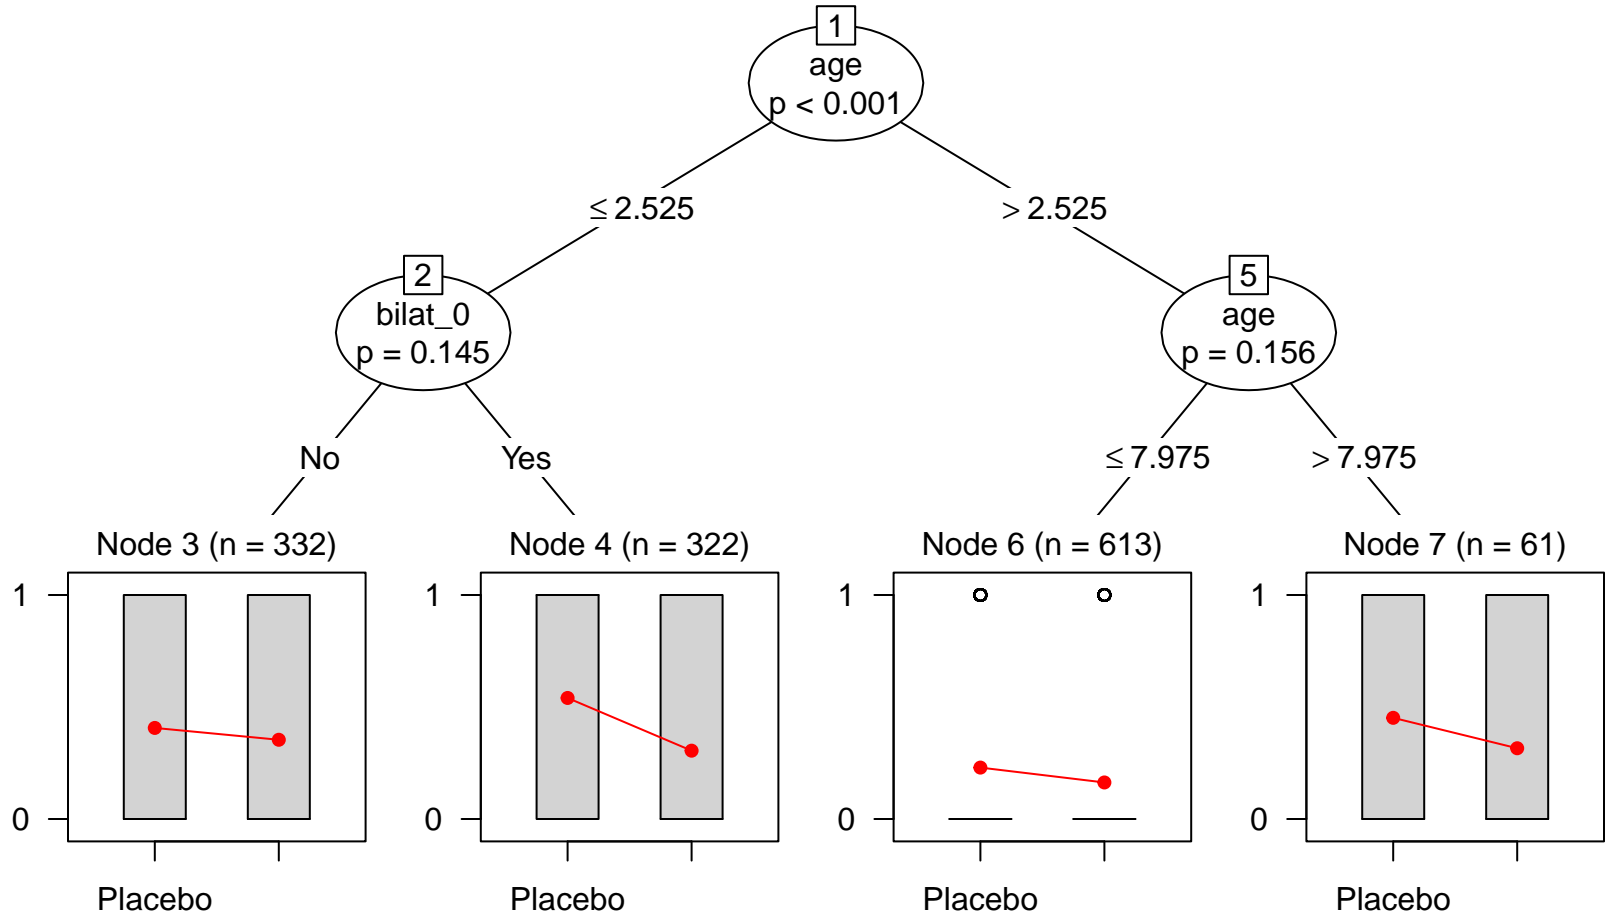 1
age
p < 0.001
≤ 2.525
> 2.525
2
bilat_0
p = 0.145
5
age
p = 0.156
No
Yes
≤ 7.975
> 7.975
Node 3 (n = 332)
Node 4 (n = 322)
Node 6 (n = 613)
Node 7 (n = 61)
1
0
1
0
1
0
1
0
Placebo
Placebo
Placebo
Placebo